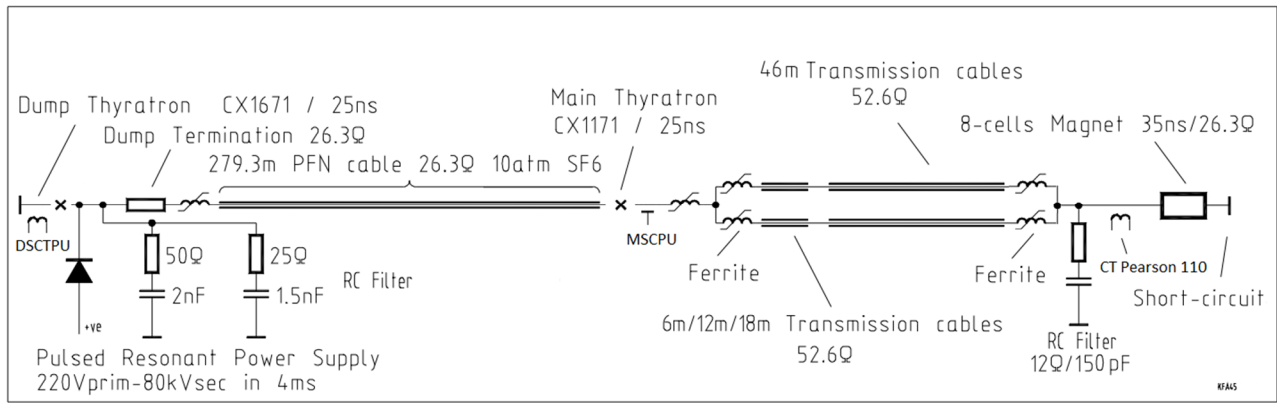 46m Transmission cables
52.6Ω
Dump Thyratron CX1671 / 25ns
Dump Termination 26.3Ω
279.3m PFN cable 26.3Ω 10atm SF6
Main Thyratron
CX1171 / 25ns
8-cells Magnet 35ns/26.3Ω
DSCTPU
MSCPU
50Ω
25Ω
RC Filter
2nF
1.5nF
Ferrite
Ferrite
CT Pearson 110
Short-circuit
+ve
6m/12m/18m Transmission cables
52.6Ω
RC Filter
12Ω/150pF
Pulsed Resonant Power Supply
220Vprim-80kVsec in 4ms
KFA45